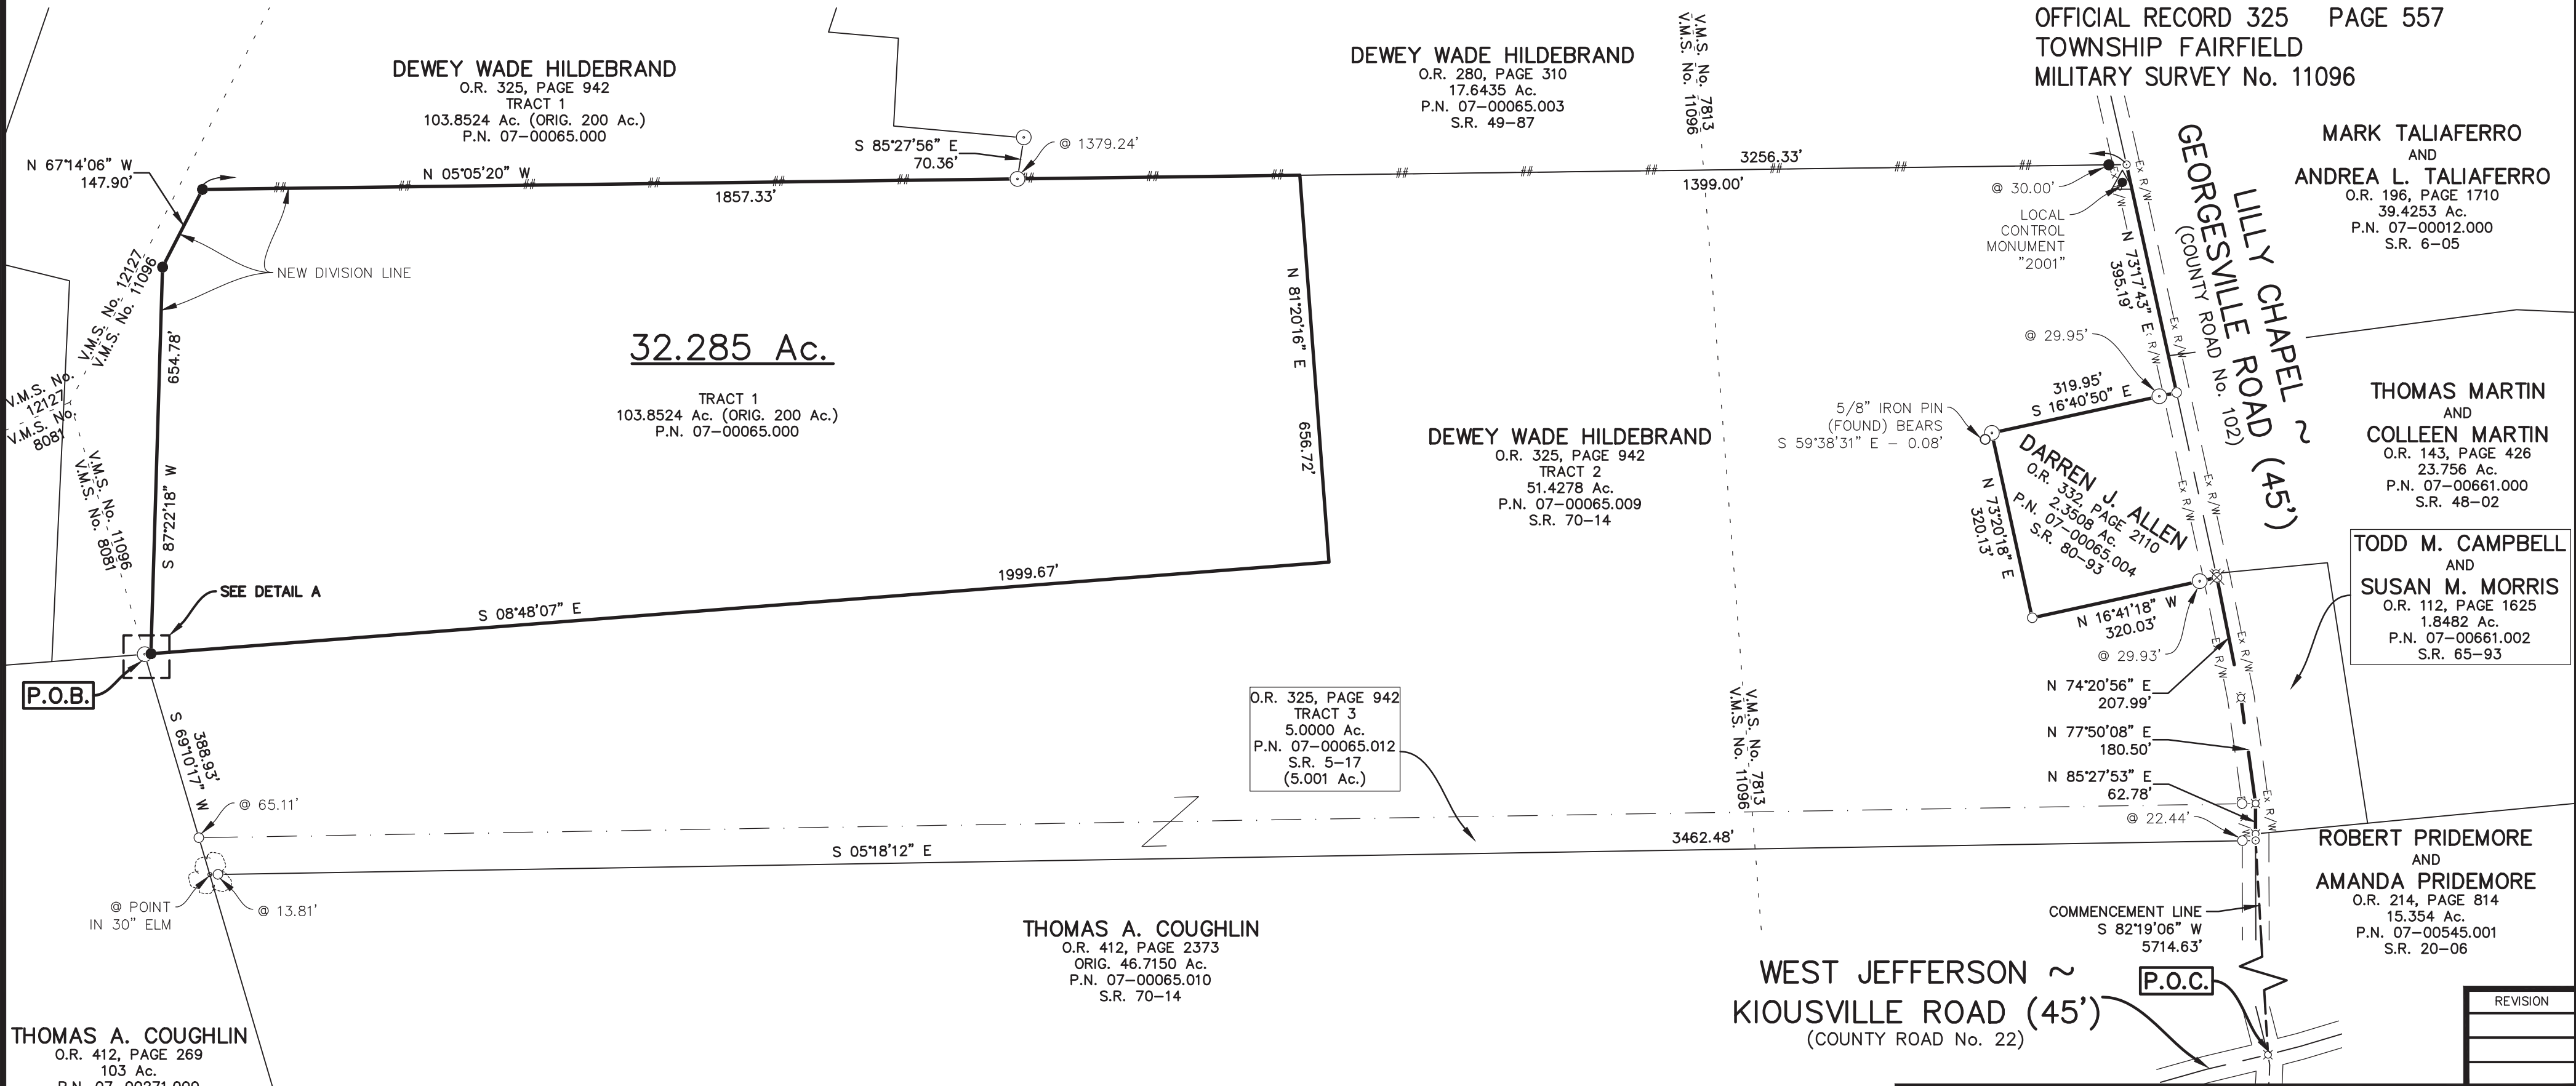 OFFICIAL RECORD 325 PAGE 557
TOWNSHIP FAIRFIELD
MILITARY SURVEY No. 11096
DEWEY WADE HILDEBRAND
O.R. 325, PAGE 942
TRACT 1
103.8524 Ac. (ORIG. 200 Ac.)
P.N. 07-00065.000
DEWEY WADE HILDEBRAND
O.R. 280, PAGE 310
17.6435 Ac.
P.N. 07-00065.003
S.R. 49-87
V.M.S. No. 7813
V.M.S. No. 11096
MARK TALIAFERRO
AND
ANDREA L. TALIAFERRO
O.R. 196, PAGE 1710
39.4253 Ac.
P.N. 07-00012.000
S.R. 6-05
N 67°14'06" W
147.90'
N 05°05'20" W
1857.33'
S 85°27'56" E
70.36'
@ 1379.24'
3256.33'
1399.00'
@ 30.00'
LOCAL
CONTROL
MONUMENT
"2001"
Ex R/W
Ex R/W
N 73°17'43" E
395.19'
Ex R/W
Ex R/W
LILLY CHAPEL ~
GEORGESVILLE ROAD (45')
(COUNTY ROAD No. 102)
NEW DIVISION LINE
V.M.S. No. 12127
V.M.S. No. 11096
V.M.S. No.
12127
V.M.S. No.
8081
V.M.S. No. 11096
V.M.S. No. 8081
654.78'
S 87°22'18" W
32.285 Ac.
TRACT 1
103.8524 Ac. (ORIG. 200 Ac.)
P.N. 07-00065.000
N 81°20'16" E
656.72'
DEWEY WADE HILDEBRAND
O.R. 325, PAGE 942
TRACT 2
51.4278 Ac.
P.N. 07-00065.009
S.R. 70-14
@ 29.95'
319.95'
S 16°40'50" E
5/8" IRON PIN
(FOUND) BEARS
S 59°38'31" E - 0.08'
DARREN J. ALLEN
O.R. 332, PAGE 2110
2.3508 Ac.
P.N. 07-00065.004
S.R. 80-93
N 73°20'18" E
320.13'
N 16°41'18" W
320.03'
@ 29.93'
Ex R/W
Ex R/W
Ex R/W
Ex R/W
THOMAS MARTIN
AND
COLLEEN MARTIN
O.R. 143, PAGE 426
23.756 Ac.
P.N. 07-00661.000
S.R. 48-02
TODD M. CAMPBELL
AND
SUSAN M. MORRIS
O.R. 112, PAGE 1625
1.8482 Ac.
P.N. 07-00661.002
S.R. 65-93
SEE DETAIL A
P.O.B.
S 08°48'07" E
1999.67'
388.93'
S 69°10'17" W
@ 65.11'
@ POINT
IN 30" ELM
@ 13.81'
O.R. 325, PAGE 942
TRACT 3
5.0000 Ac.
P.N. 07-00065.012
S.R. 5-17
(5.001 Ac.)
V.M.S. No. 7813
V.M.S. No. 11096
N 74°20'56" E
207.99'
N 77°50'08" E
180.50'
N 85°27'53" E
62.78'
@ 22.44'
Ex R/W
S 05°18'12" E
3462.48'
ROBERT PRIDEMORE
AND
AMANDA PRIDEMORE
O.R. 214, PAGE 814
15.354 Ac.
P.N. 07-00545.001
S.R. 20-06
THOMAS A. COUGHLIN
O.R. 412, PAGE 2373
ORIG. 46.7150 Ac.
P.N. 07-00065.010
S.R. 70-14
COMMENCEMENT LINE
S 82°19'06" W
5714.63'
WEST JEFFERSON ~
KIOUSVILLE ROAD (45')
(COUNTY ROAD No. 22)
P.O.C.
REVISION
THOMAS A. COUGHLIN
O.R. 412, PAGE 269
103 Ac.